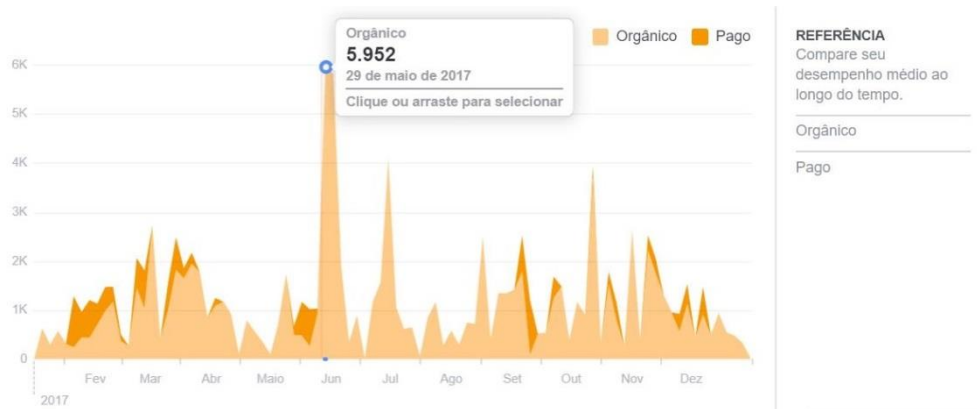 Orgânico
5.952
29 de maio de 2017
Clique ou arraste para selecionar
Orgânico Pago
6K
5K
4K
3K
2K
1K
0
Fev Mar Abr Maio Jun Jul Ago Set Out Nov Dez
2017
REFERÊNCIA
Compare seu
desempenho médio ao
longo do tempo.
Orgânico
Pago